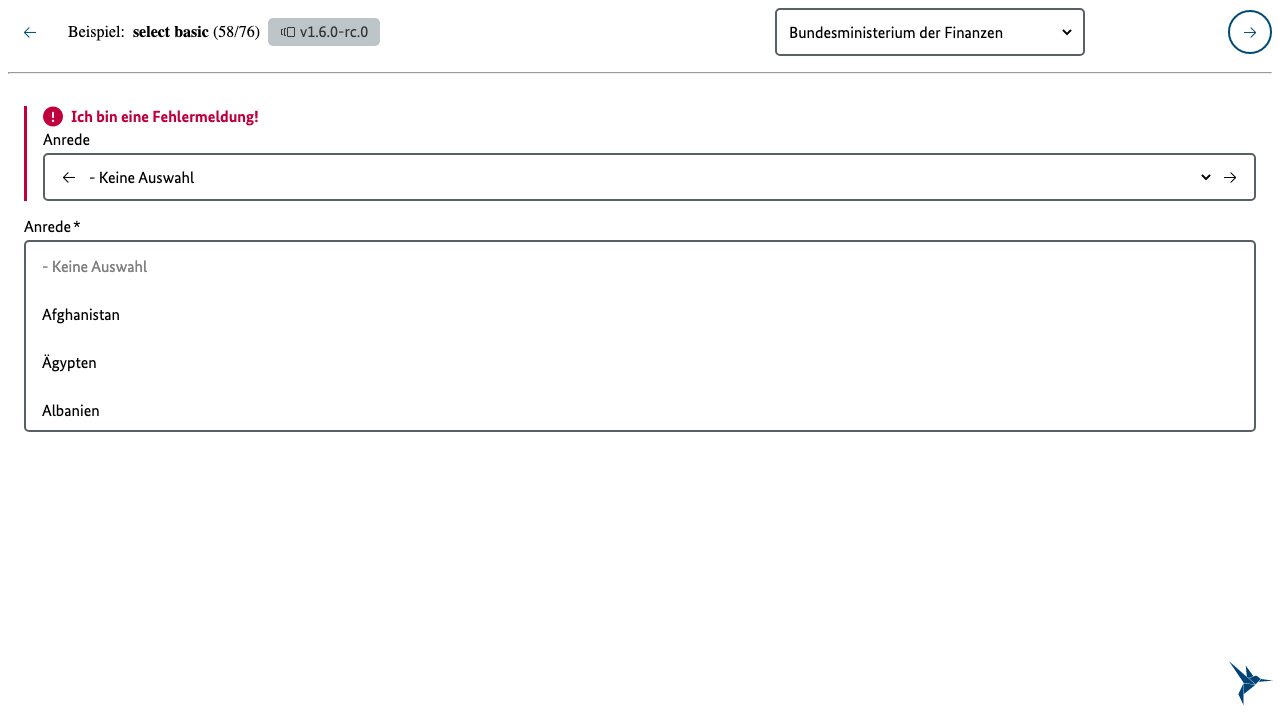 Beispiel: select basic (58/76) v1.6.0-rc.0 Bundesministerium der Finanzen
Ich bin eine Fehlermeldung!
Anrede
- Keine Auswahl
Anrede*
- Keine Auswahl
Afghanistan
Ägypten
Albanien